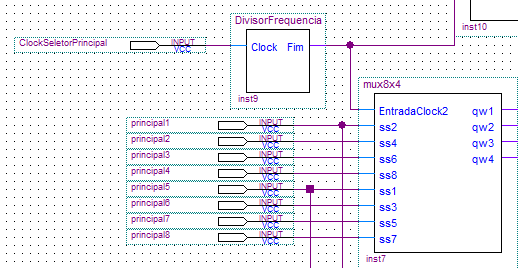 DivisorFrequencia
inst10
ClockSeletorPrincipal
INPUT
VCC
Clock Fim
inst9
mux8x4
EntradaClock2 qw1
principal1 INPUT VCC ss2 qw2
principal2 INPUT VCC ss4 qw3
principal3 INPUT VCC ss6 qw4
principal4 INPUT VCC ss8
principal5 INPUT VCC ss1
principal6 INPUT VCC ss3
principal7 INPUT VCC ss5
principal8 INPUT VCC ss7
inst7